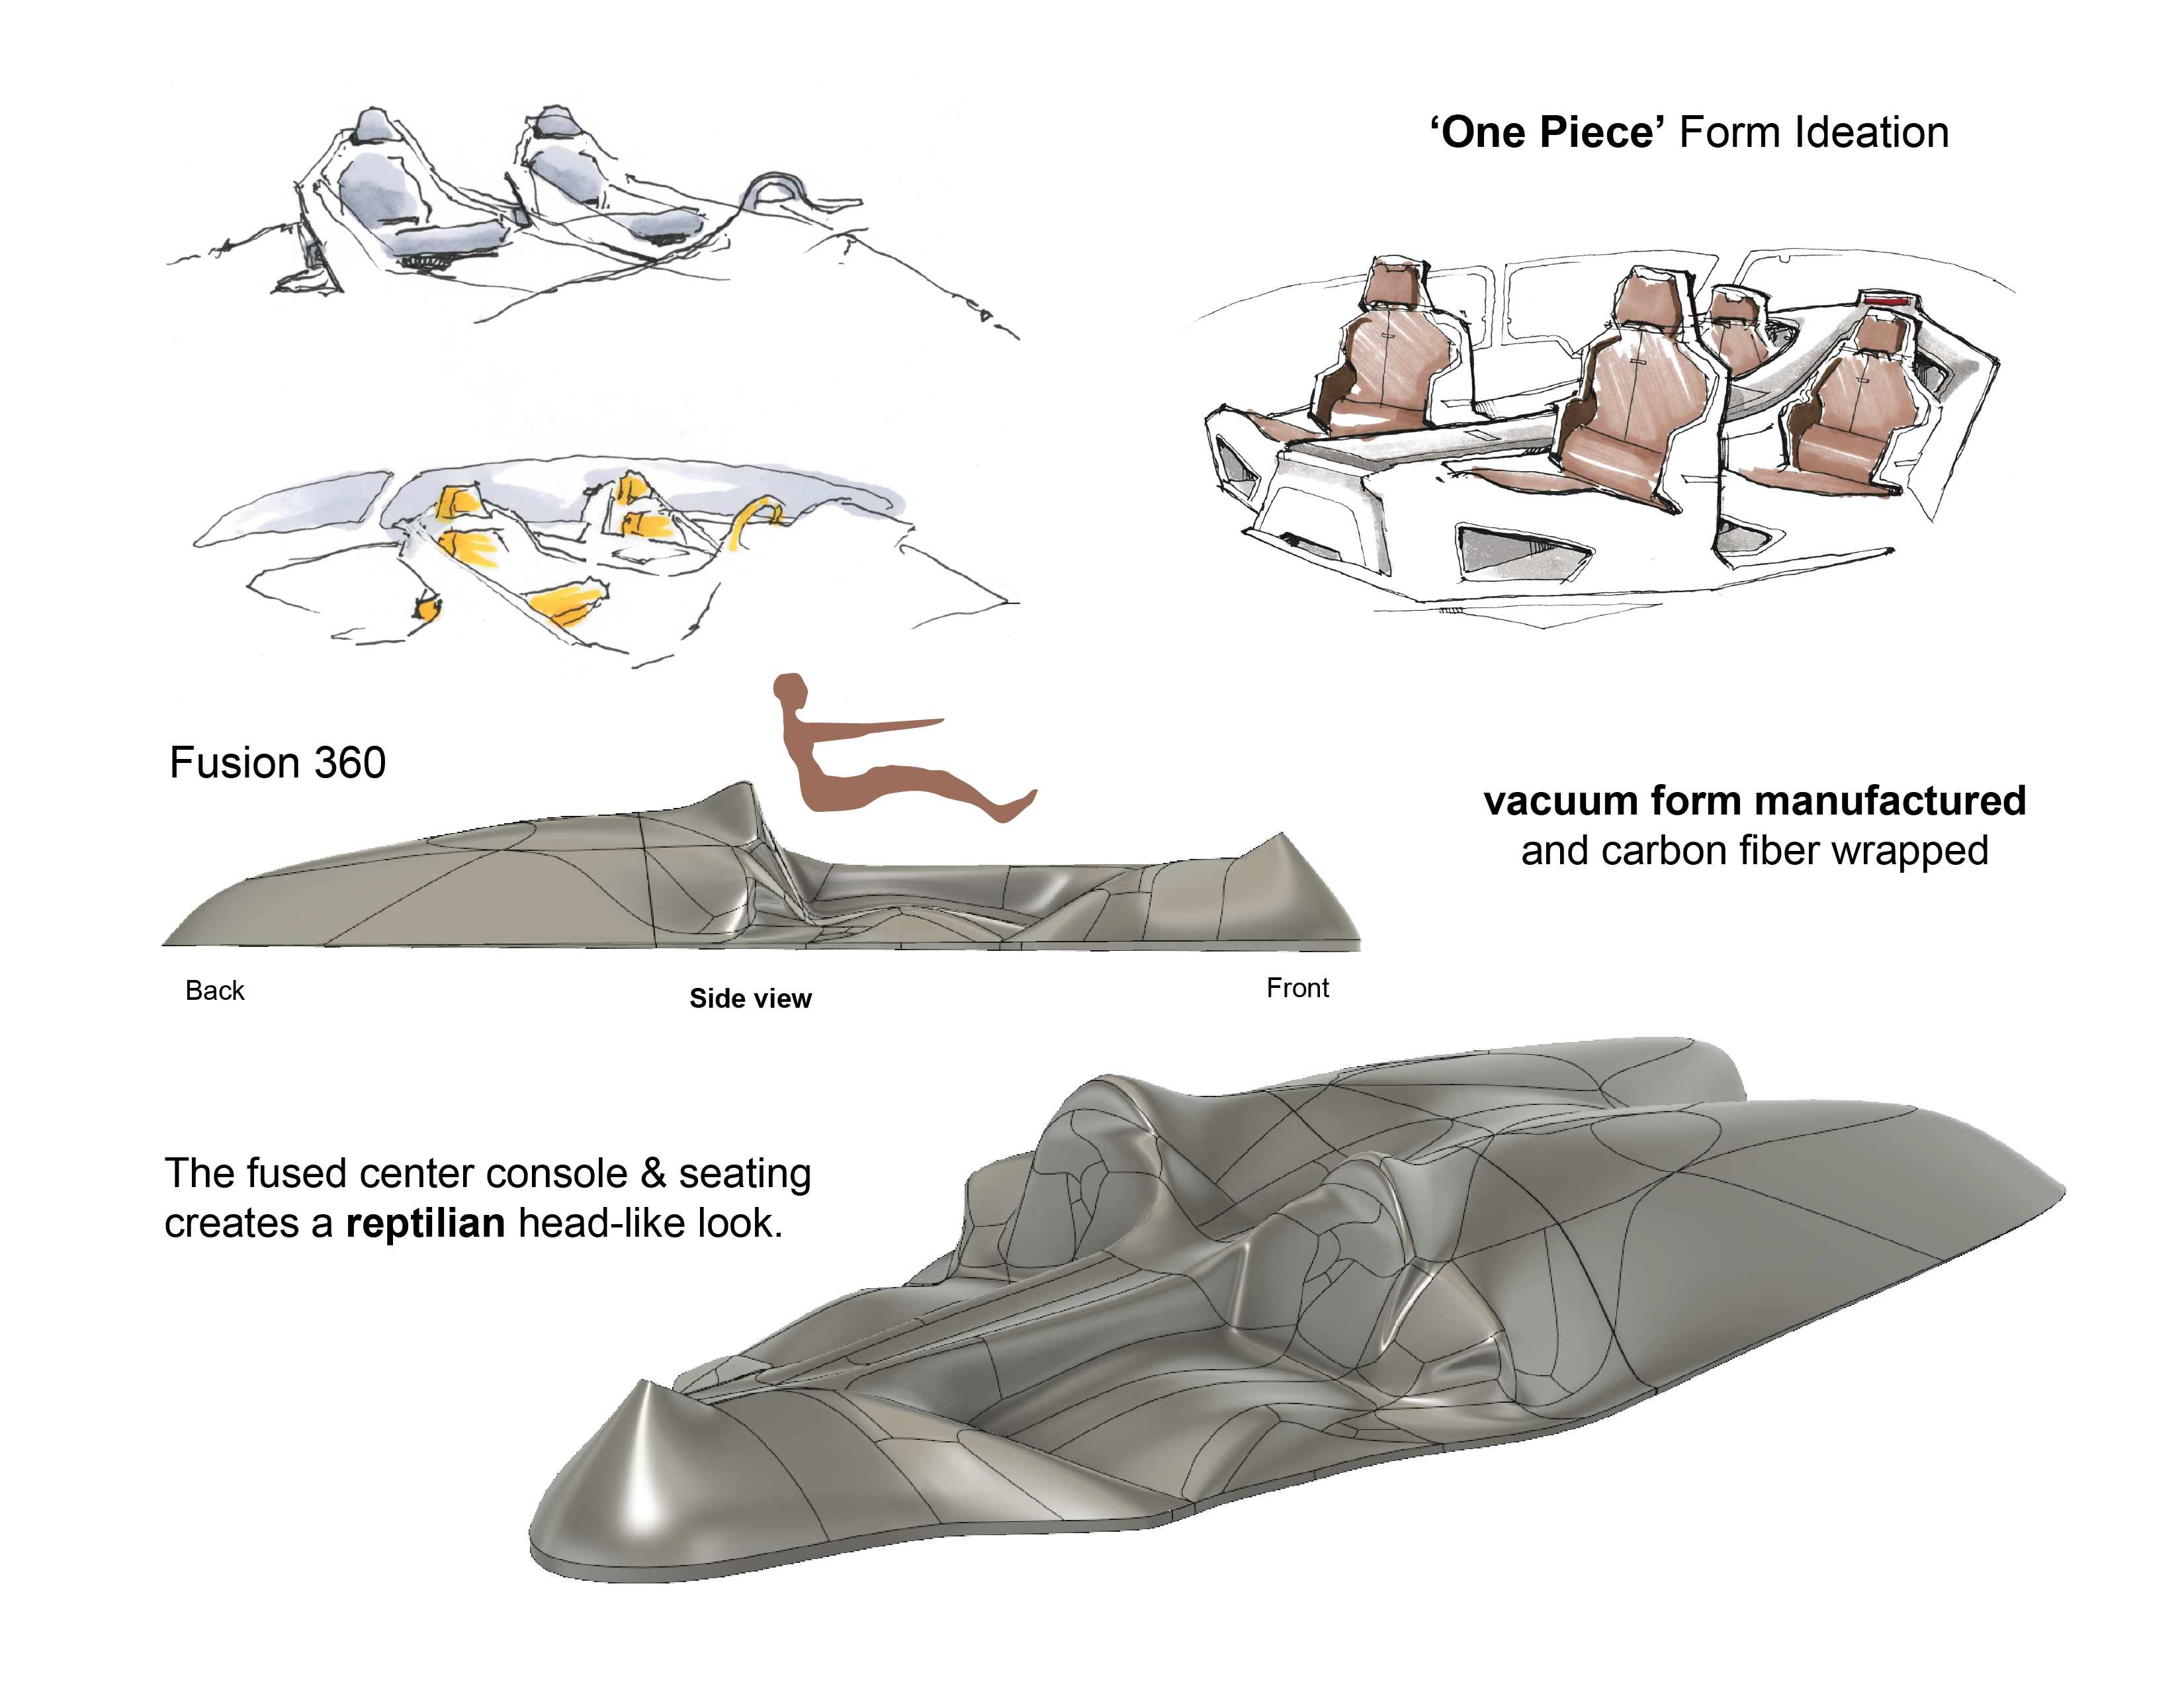 ‘One Piece’ Form Ideation
Fusion 360
vacuum form manufactured
and carbon fiber wrapped
Back
Side view
Front
The fused center console & seating
creates a reptilian head-like look.